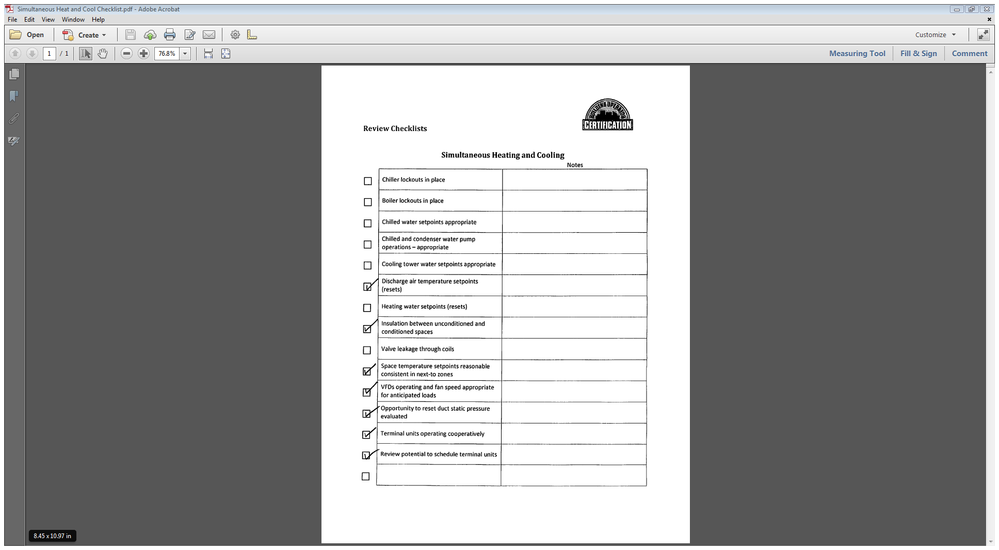 Simultaneous Heat and Cool Checklist.pdf - Adobe Acrobat
File Edit View Window Help
Open Create Customize
1 / 1 76.8% Measuring Tool Fill & Sign Comment
BUILDING OPERATOR
CERTIFICATION
Review Checklists
Simultaneous Heating and Cooling
Notes
Chiller lockouts in place
Boiler lockouts in place
Chilled water setpoints appropriate
Chilled and condenser water pump
operations – appropriate
Cooling tower water setpoints appropriate
Discharge air temperature setpoints
(resets)
Heating water setpoints (resets)
Insulation between unconditioned and
conditioned spaces
Valve leakage through coils
Space temperature setpoints reasonable
consistent in next-to zones
VFDs operating and fan speed appropriate
for anticipated loads
Opportunity to reset duct static pressure
evaluated
Terminal units operating cooperatively
Review potential to schedule terminal units
8.45 x 10.97 in